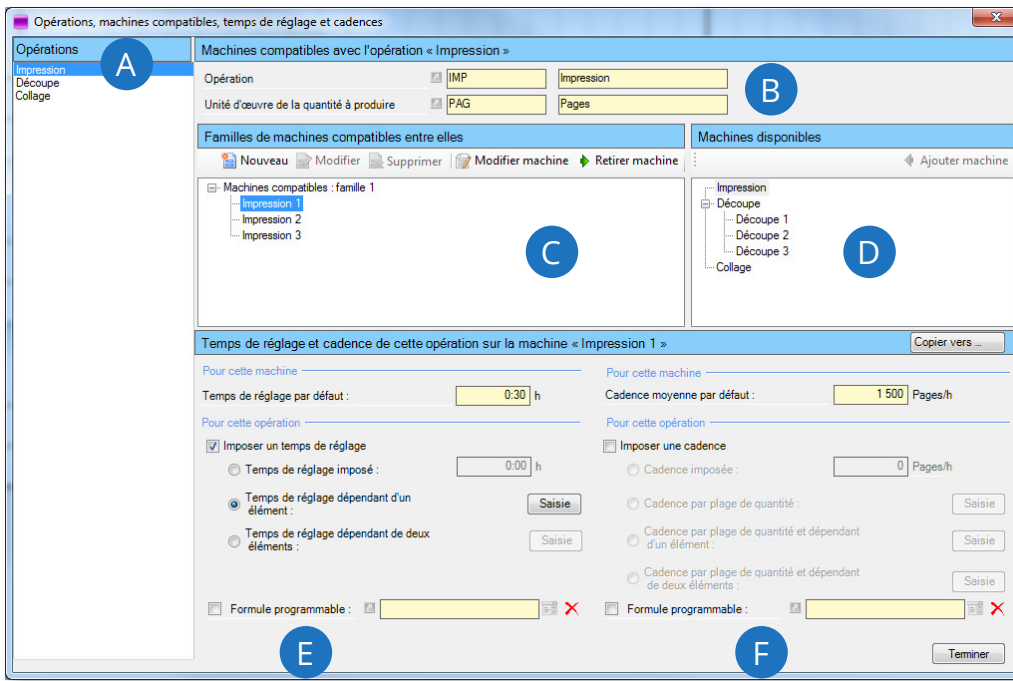 Opérations, machines compatibles, temps de réglage et cadences
Opérations
A
Impression
Découpe
Collage
Machines compatibles avec l'opération « Impression »
Opération IMP Impression
Unité d'œuvre de la quantité à produire PAG Pages
B
Familles de machines compatibles entre elles
Nouveau Modifier Supprimer Modifier machine Retirer machine
Machines compatibles : famille 1
Impression 1
Impression 2
Impression 3
C
Machines disponibles
Ajouter machine
Impression
Découpe
Découpe 1
Découpe 2
Découpe 3
Collage
D
Temps de réglage et cadence de cette opération sur la machine « Impression 1 » Copier vers ...
Pour cette machine
Temps de réglage par défaut : 0:30 h
Pour cette opération
Imposer un temps de réglage
Temps de réglage imposé : 0:00 h
Temps de réglage dépendant d'un
élément : Saisie
Temps de réglage dépendant de deux
éléments : Saisie
Formule programmable :
E
Pour cette machine
Cadence moyenne par défaut : 1 500 Pages/h
Pour cette opération
Imposer une cadence
Cadence imposée : 0 Pages/h
Cadence par plage de quantité : Saisie
Cadence par plage de quantité et dépendant
d'un élément : Saisie
Cadence par plage de quantité et dépendant
de deux éléments : Saisie
Formule programmable :
F
Terminer